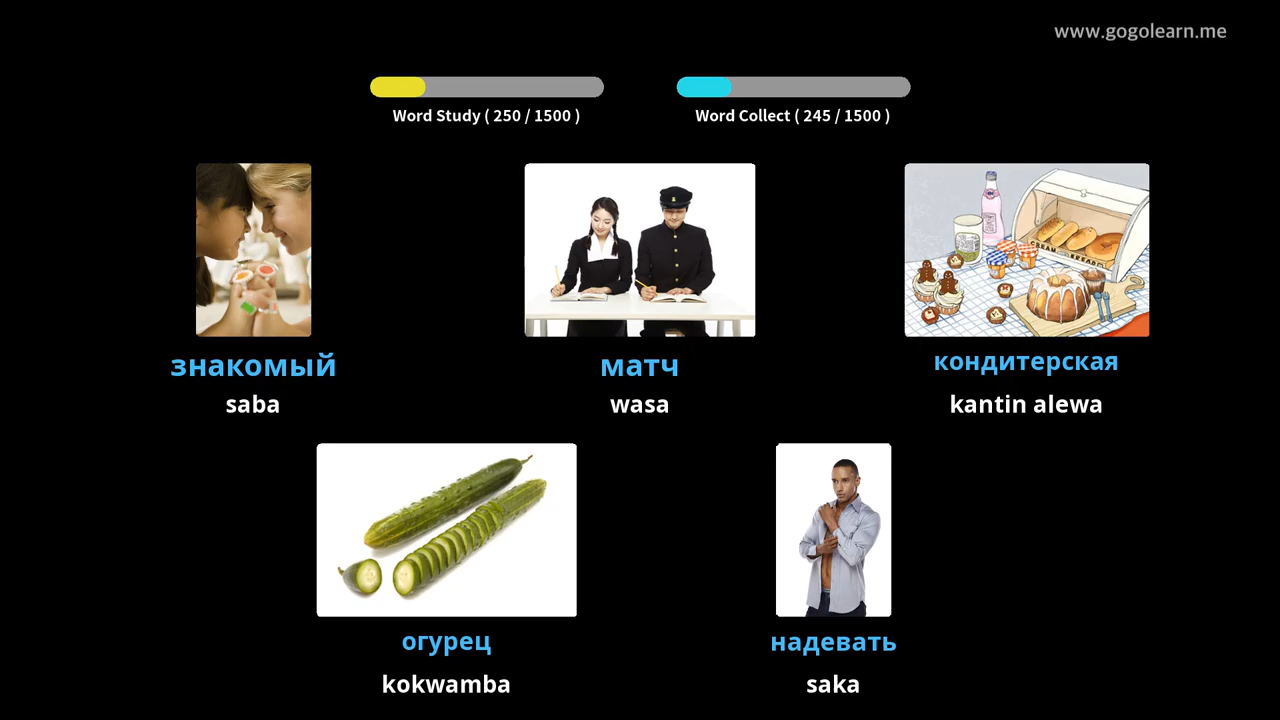 www.gogolearn.me
Word Study ( 250 / 1500 )
Word Collect ( 245 / 1500 )
знакомый
saba
матч
wasa
кондитерская
kantin alewa
огурец
kokwamba
надевать
saka